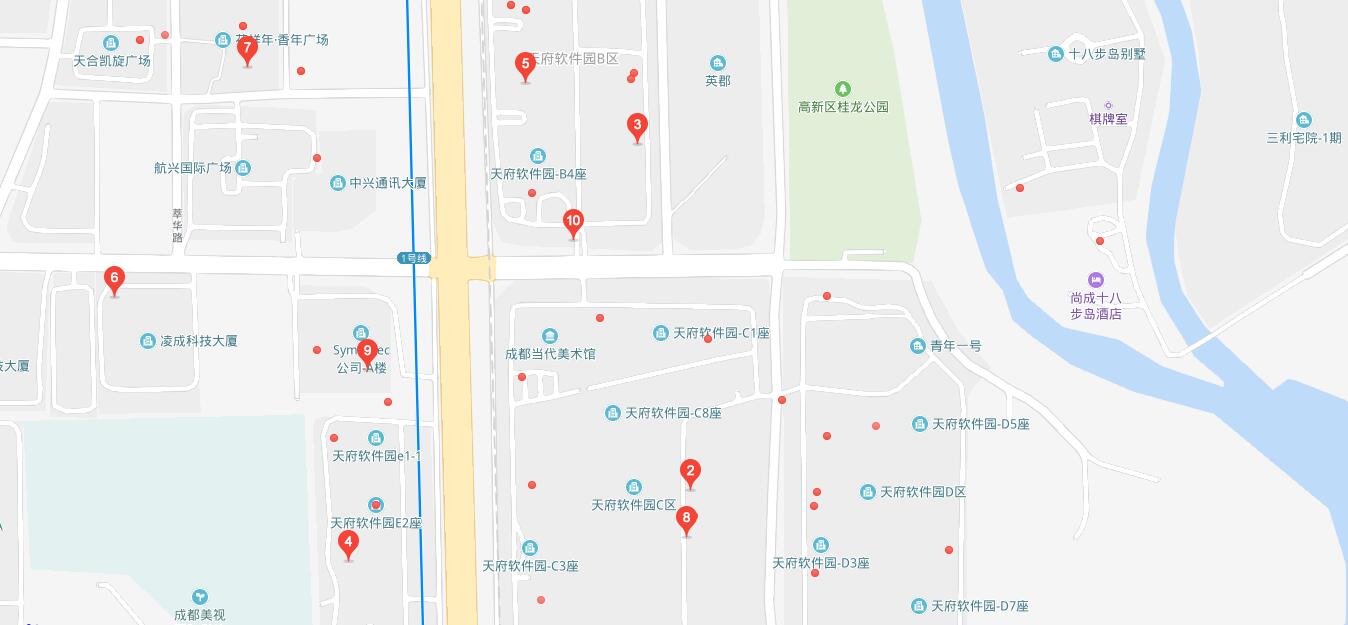 天合凯旋广场
花样年·香年广场
7
5
天府软件园B区
英郡
高新区桂龙公园
十八步岛别墅
棋牌室
三利宅院-1期
3
航兴国际广场
中兴通讯大厦
天府软件园-B4座
萃华路
10
1号线
6
凌成科技大厦
技大厦
9
公司-A楼
成都当代美术馆
天府软件园-C1座
尚成十八
步岛酒店
青年一号
天府软件园-C8座
天府软件园-D5座
天府软件园e1-1
天府软件园E2座
4
2
天府软件园C区
8
天府软件园D区
天府软件园-C3座
天府软件园-D3座
成都美视
天府软件园-D7座